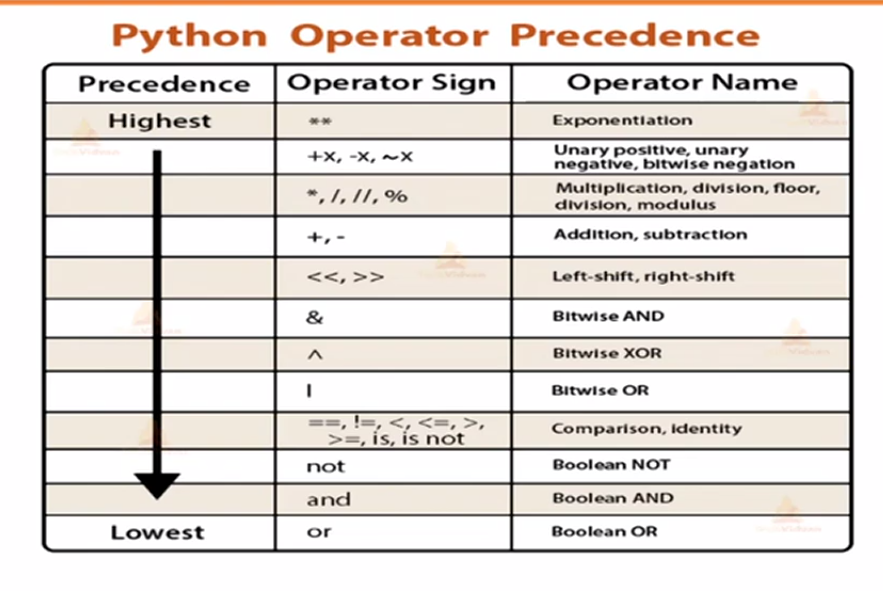 Python Operator Precedence
Precedence Operator Sign Operator Name
Highest ** Exponentiation
+x, -x, ~x Unary positive, unary
negative, bitwise negation
*, /, //, % Multiplication, division, floor,
division, modulus
+, - Addition, subtraction
<<, >> Left-shift, right-shift
& Bitwise AND
^ Bitwise XOR
| Bitwise OR
==, !=, <, <=, >,
>=, is, is not Comparison, identity
not Boolean NOT
and Boolean AND
Lowest or Boolean OR